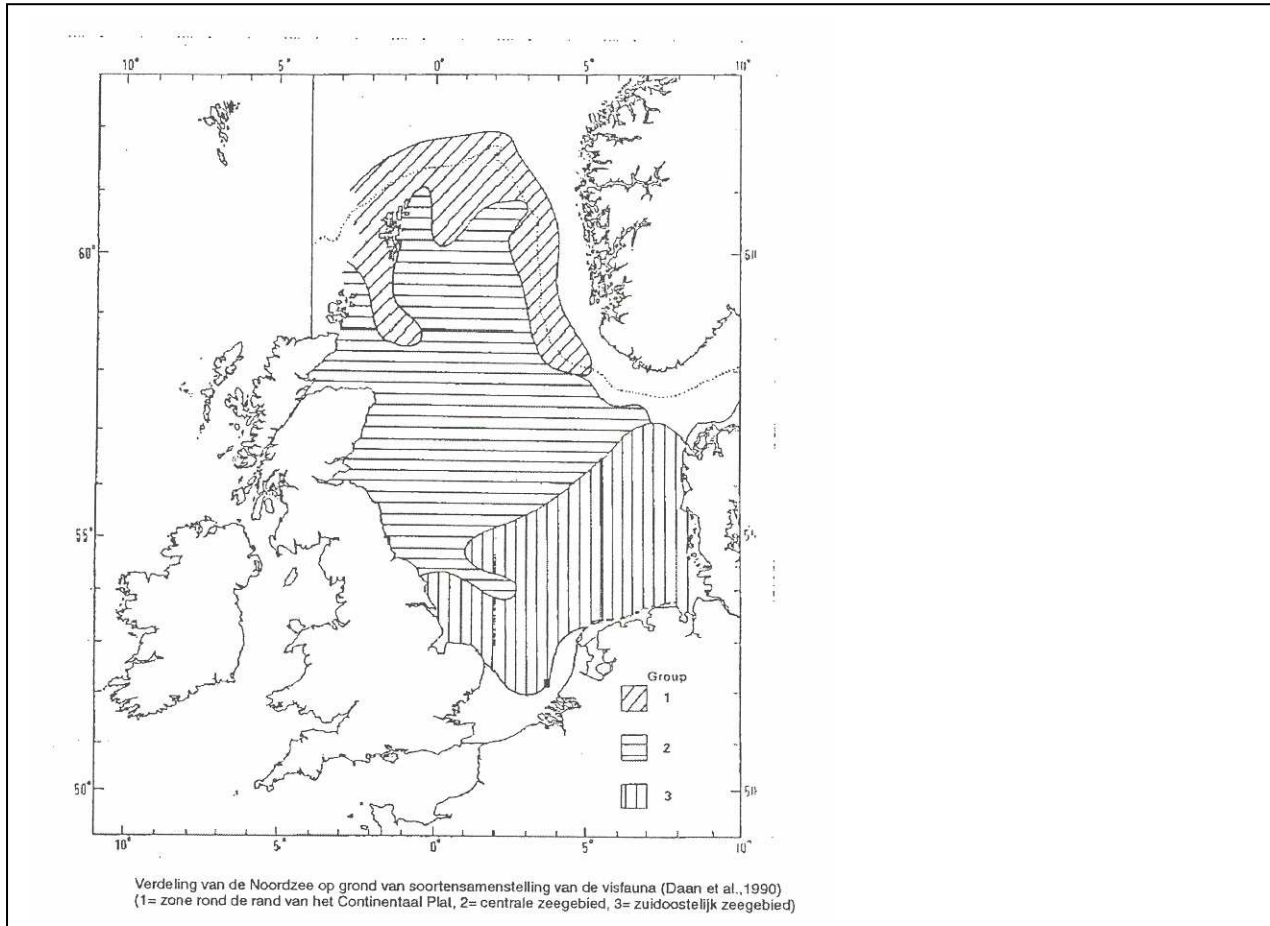 10° 5° 0° 5° 10°
60°
55°
50°
Group
1
2
3
10° 5° 0° 5° 10°
Verdeling van de Noordzee op grond van soortensamenstelling van de visfauna (Daan et al.,1990)
(1= zone rond de rand van het Continentaal Plat, 2= centrale zeegebied, 3= zuidoostelijk zeegebied)